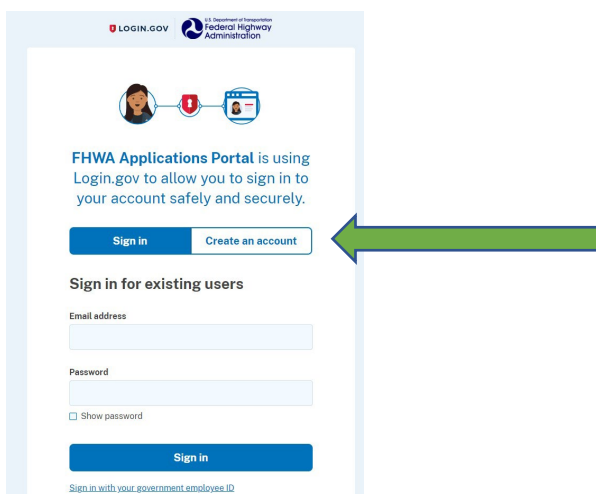 LOGIN.GOV
U.S. Department of Transportation
Federal Highway
Administration
FHWA Applications Portal is using
Login.gov to allow you to sign in to
your account safely and securely.
Sign in Create an account
Sign in for existing users
Email address
Password
Show password
Sign in
Sign in with your government employee ID